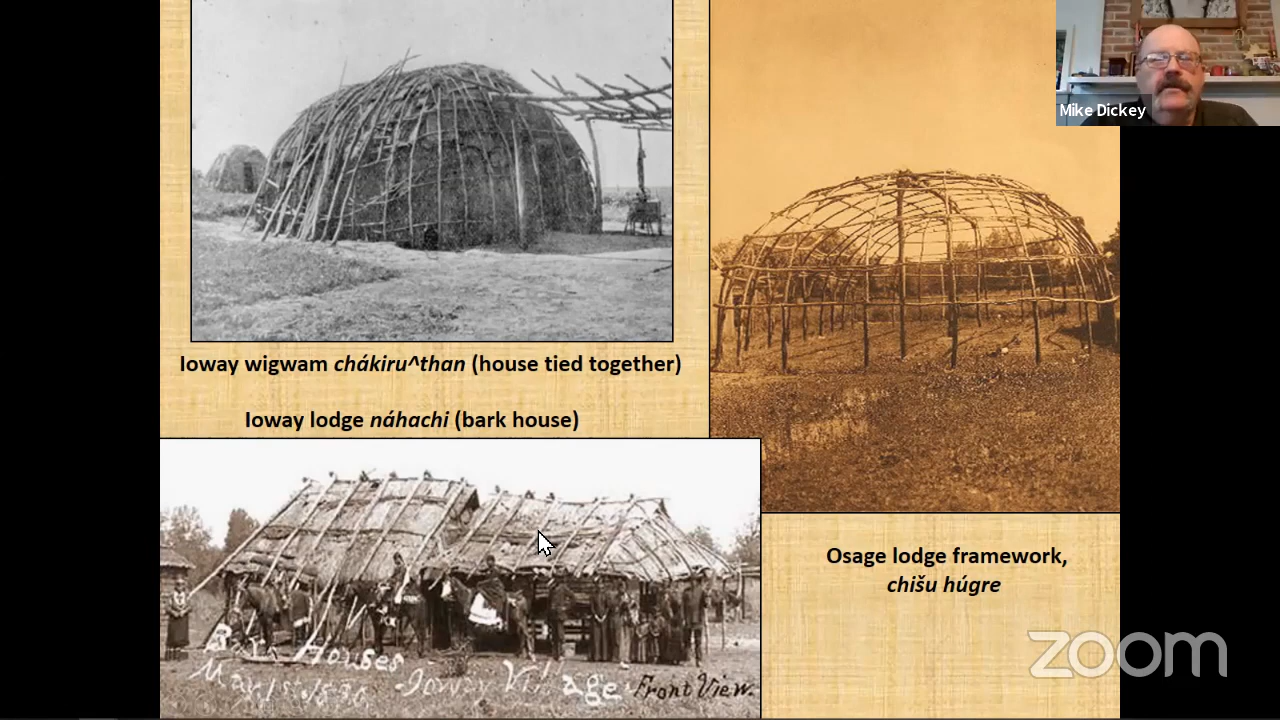 Mike Dickey
Ioway wigwam chákiru^than (house tied together)
Ioway lodge náhachi (bark house)
Houses
Ioway Village Front View.
Osage lodge framework,
chišu húgre
zoom